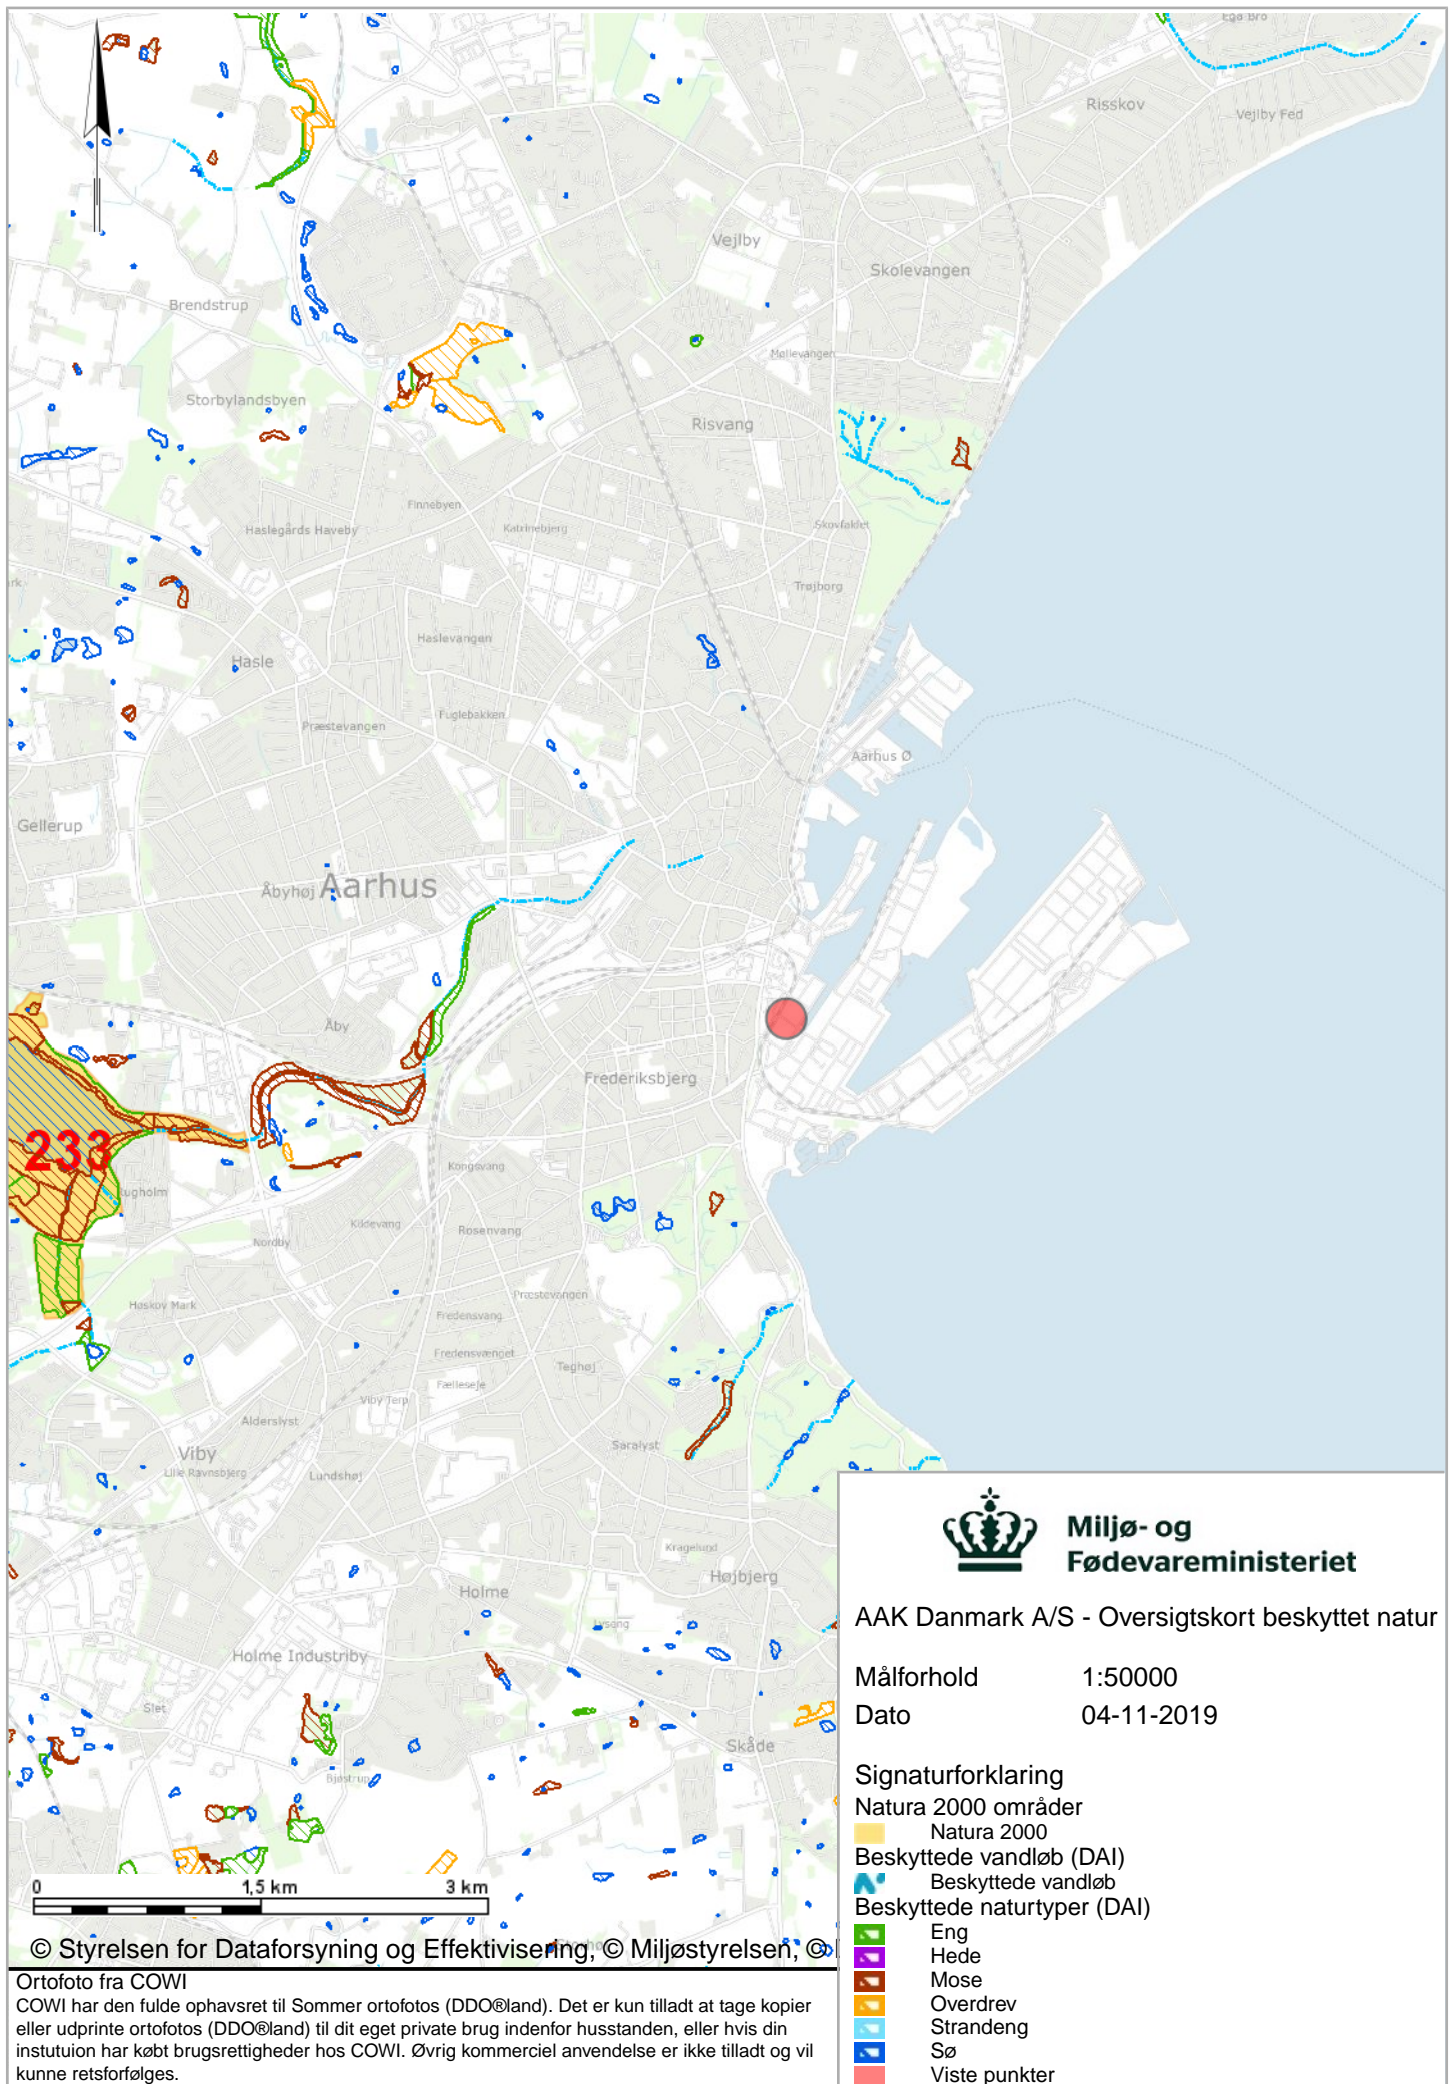 Egå Bro
Risskov
Vejlby Fed
Vejlby
Skolevangen
Brendstrup
Møllevangen
Storbylandsbyen
Risvang
Finnebyen
Haslegårds Haveby
Katrinebjerg
Skovfaldet
Trøjborg
Haslevangen
Hasle
Fuglebakken
Præstevangen
Aarhus Ø
Gellerup
Åbyhøj
Aarhus
Åby
Frederiksbjerg
233
Kongsvang
Kildevang
Rosenvang
Nordby
Præstevangen
Høskov Mark
Fredensvang
Fredensvænget
Teghøj
Fælleseje
Viby Terp
Alderslyst
Saralyst
Viby
Lille Ravnsbjerg
Lundshøj
Kragelund
Højbjerg
Holme
Lyseng
Holme Industriby
Slet
Skåde
Bjøstrup
0 1,5 km 3 km
© Styrelsen for Dataforsyning og Effektivisering, © Miljøstyrelsen, ©
Ortofoto fra COWI
COWI har den fulde ophavsret til Sommer ortofotos (DDO®land). Det er kun tilladt at tage kopier
eller udprinte ortofotos (DDO®land) til dit eget private brug indenfor husstanden, eller hvis din
instutuion har købt brugsrettigheder hos COWI. Øvrig kommerciel anvendelse er ikke tilladt og vil
kunne retsforfølges.
Miljø- og
Fødevareministeriet
AAK Danmark A/S - Oversigtskort beskyttet natur
Målforhold 1:50000
Dato 04-11-2019
Signaturforklaring
Natura 2000 områder
Natura 2000
Beskyttede vandløb (DAI)
Beskyttede vandløb
Beskyttede naturtyper (DAI)
Eng
Hede
Mose
Overdrev
Strandeng
Sø
Viste punkter